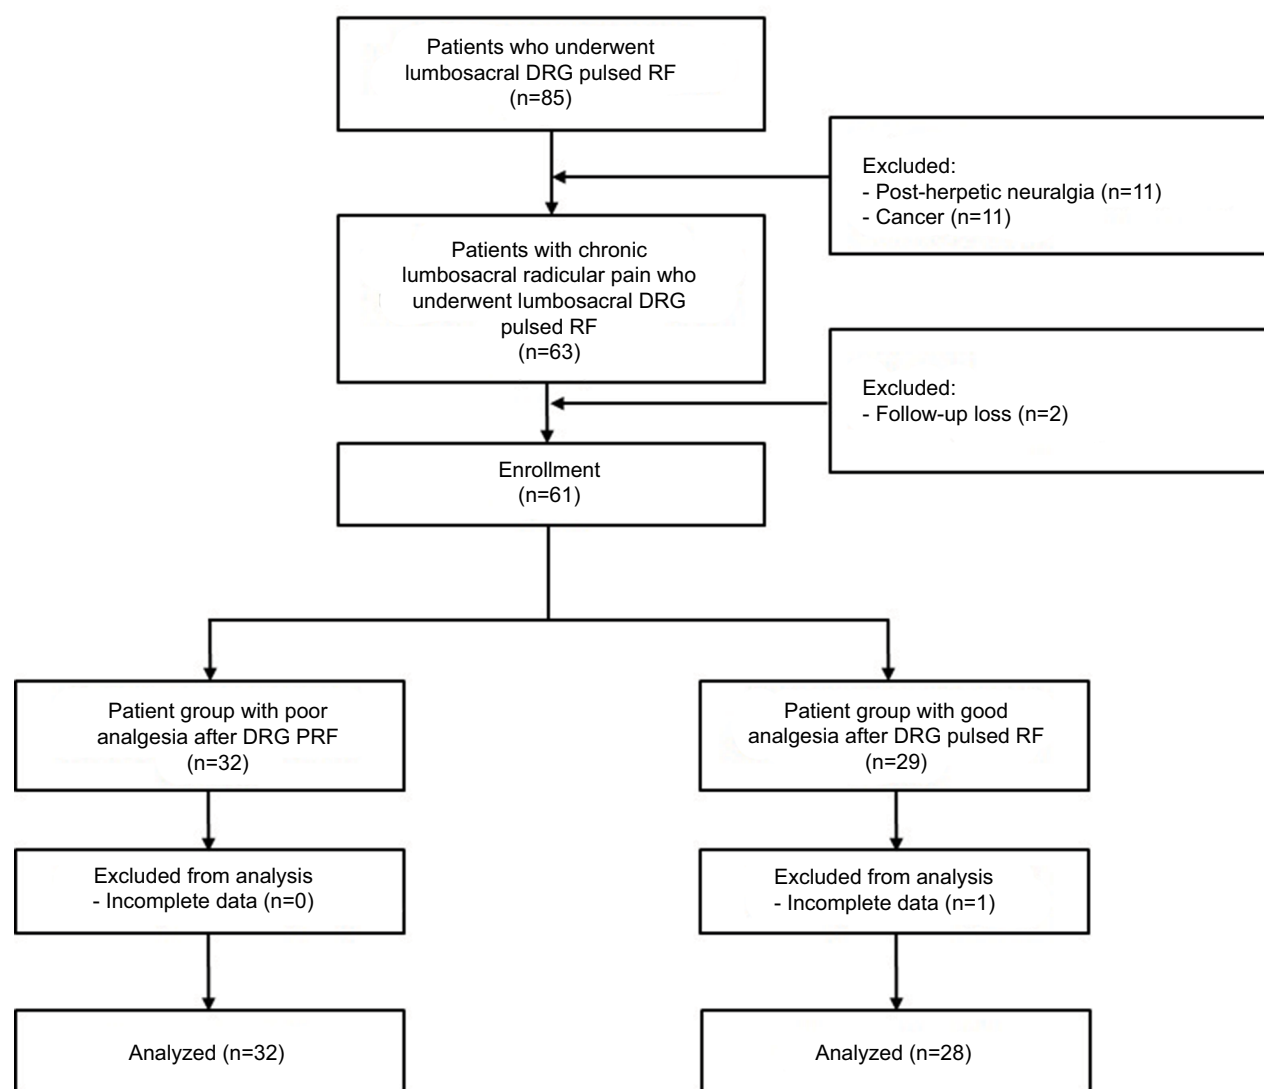 Patients who underwent
lumbosacral DRG pulsed RF
(n=85)
Excluded:
- Post-herpetic neuralgia (n=11)
- Cancer (n=11)
Patients with chronic
lumbosacral radicular pain who
underwent lumbosacral DRG
pulsed RF
(n=63)
Excluded:
- Follow-up loss (n=2)
Enrollment
(n=61)
Patient group with poor
analgesia after DRG PRF
(n=32)
Patient group with good
analgesia after DRG pulsed RF
(n=29)
Excluded from analysis
- Incomplete data (n=0)
Excluded from analysis
- Incomplete data (n=1)
Analyzed (n=32)
Analyzed (n=28)